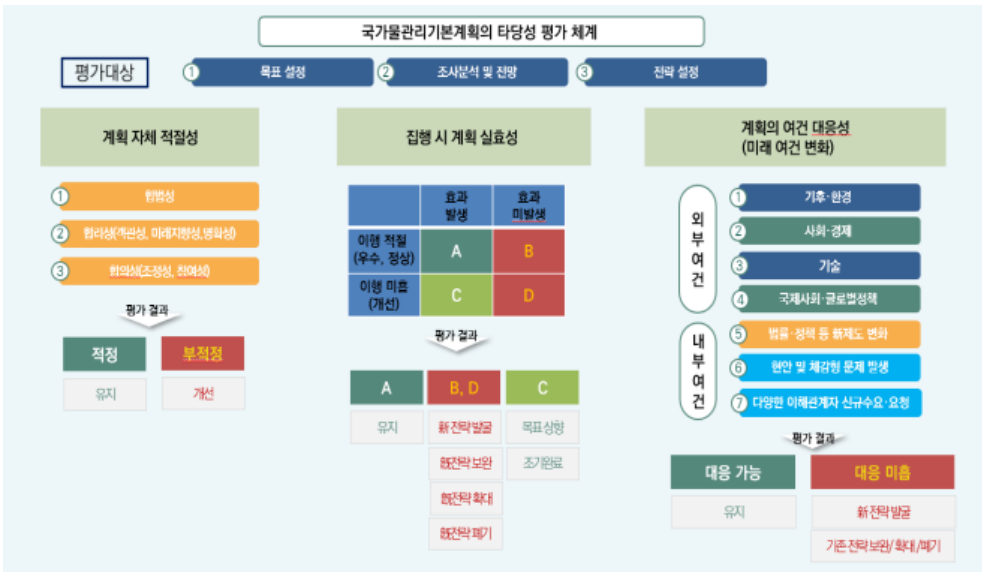 국가물관리기본계획의 타당성 평가 체계
평가대상
① 목표 설정
② 조사분석 및 전망
③ 전략 설정
계획 자체 적절성
① 합법성
② 합리성(객관성, 미래지향성,명확성)
③ 합의성(조정성, 참여성)
평가 결과
적정
부적정
유지
개선
집행 시 계획 실효성
효과
발생
효과
미발생
이행 적절
(우수, 정상)
A
B
이행 미흡
(개선)
C
D
평가 결과
A
B, D
C
유지
新전략발굴
목표상향
旣전략보완
조기완료
旣전략확대
旣전략폐기
계획의 여건 대응성
(미래 여건 변화)
외부여건
① 기후·환경
② 사회·경제
③ 기술
④ 국제사회·글로벌정책
내부여건
⑤ 법률·정책 등 新제도 변화
⑥ 현안 및 체감형 문제 발생
⑦ 다양한 이해관계자 신규수요·요청
평가 결과
대응 가능
대응 미흡
유지
新전략발굴
기존전략보완/확대/폐기